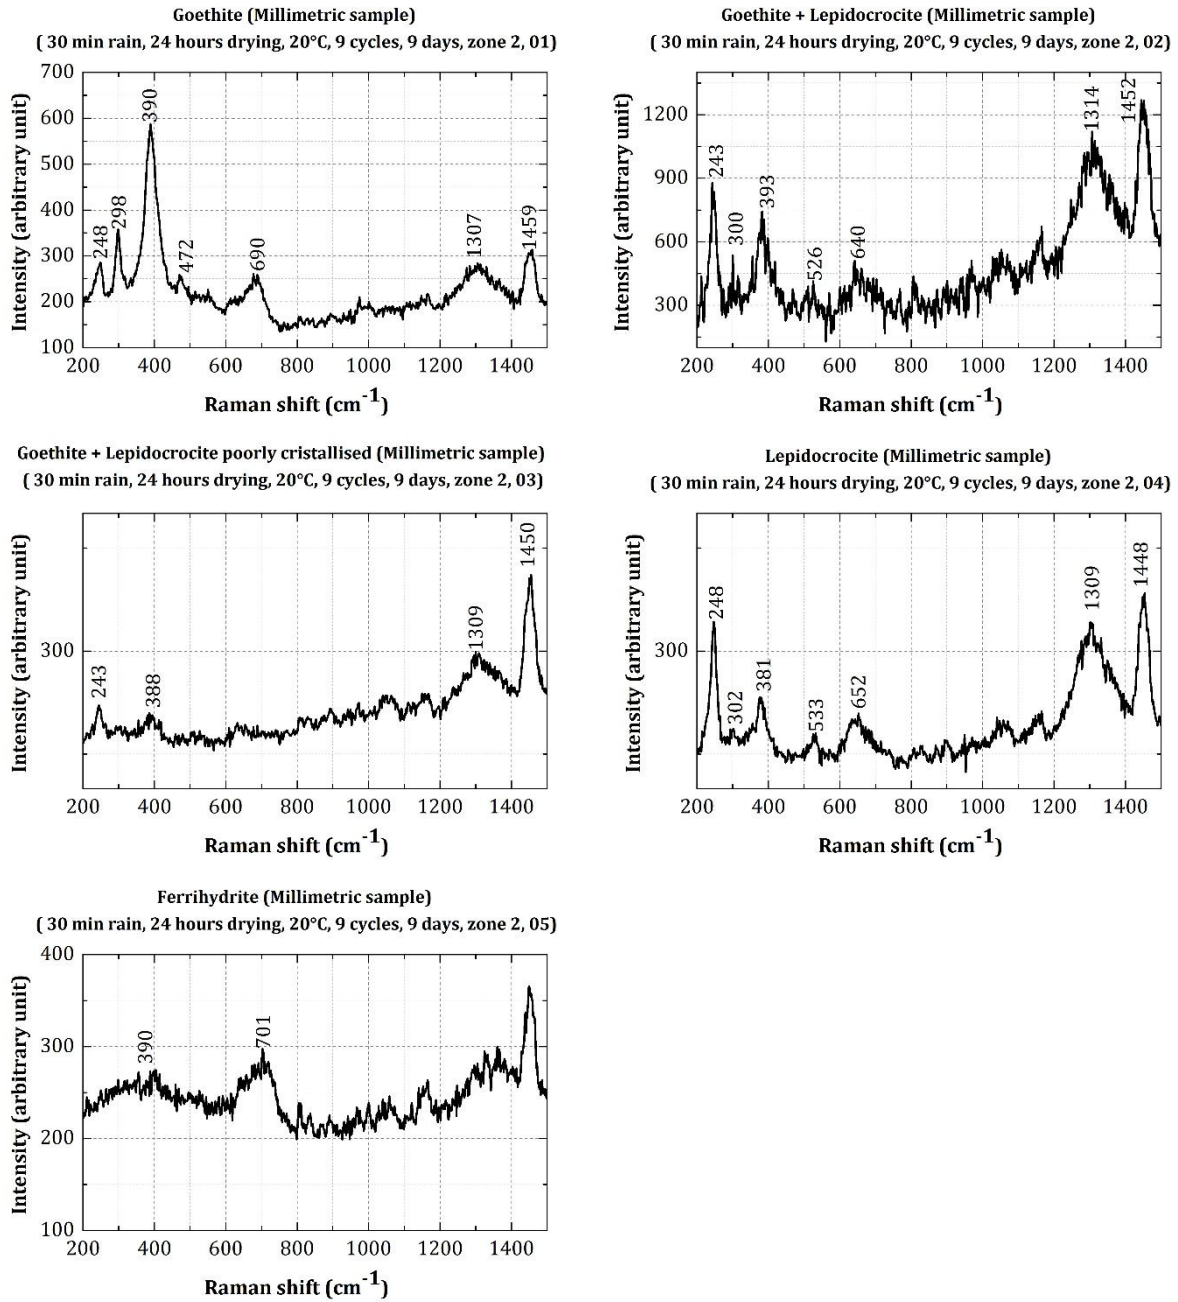 Goethite (Millimetric sample)
( 30 min rain, 24 hours drying, 20°C, 9 cycles, 9 days, zone 2, 01)
700
600
500
400
300
200
100
Intensity (arbitrary unit)
248
298
390
472
690
1307
1459
200 400 600 800 1000 1200 1400
Raman shift (cm-1)
Goethite + Lepidocrocite (Millimetric sample)
( 30 min rain, 24 hours drying, 20°C, 9 cycles, 9 days, zone 2, 02)
1200
900
600
300
Intensity (arbitrary unit)
243
300
393
526
640
1314
1452
200 400 600 800 1000 1200 1400
Raman shift (cm-1)
Goethite + Lepidocrocite poorly cristallised (Millimetric sample)
( 30 min rain, 24 hours drying, 20°C, 9 cycles, 9 days, zone 2, 03)
300
Intensity (arbitrary unit)
243
388
1309
1450
200 400 600 800 1000 1200 1400
Raman shift (cm-1)
Lepidocrocite (Millimetric sample)
( 30 min rain, 24 hours drying, 20°C, 9 cycles, 9 days, zone 2, 04)
300
Intensity (arbitrary unit)
248
302
381
533
652
1309
1448
200 400 600 800 1000 1200 1400
Raman shift (cm-1)
Ferrihydrite (Millimetric sample)
( 30 min rain, 24 hours drying, 20°C, 9 cycles, 9 days, zone 2, 05)
400
300
200
100
Intensity (arbitrary unit)
390
701
200 400 600 800 1000 1200 1400
Raman shift (cm-1)